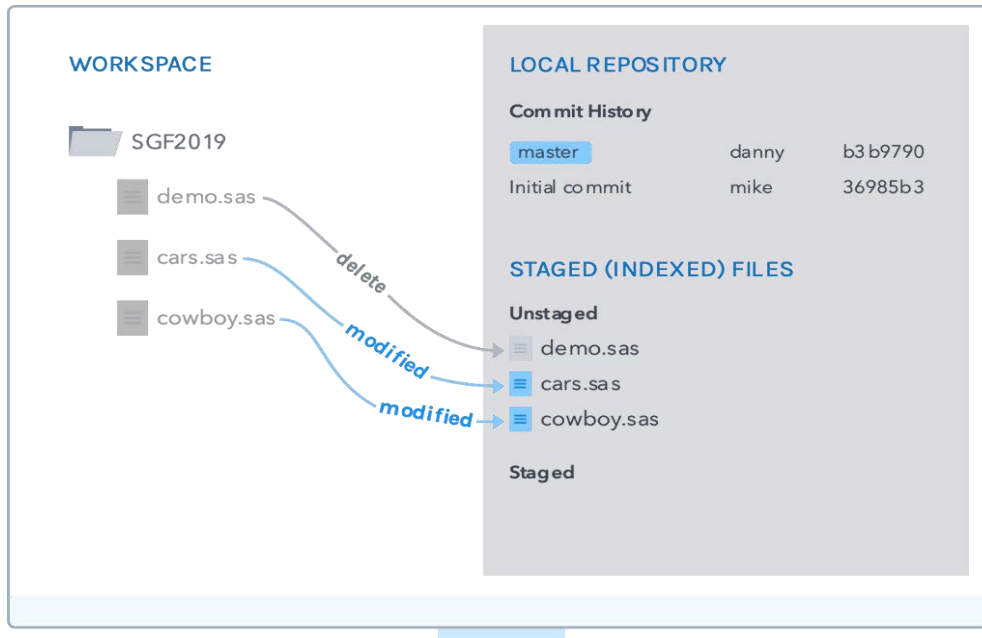 WORKSPACE
SGF2019
demo.sas
cars.sas
cowboy.sas
delete
modified
modified
LOCAL REPOSITORY
Commit History
master danny b3b9790
Initial commit mike 36985b3
STAGED (INDEXED) FILES
Unstaged
demo.sas
cars.sas
cowboy.sas
Staged